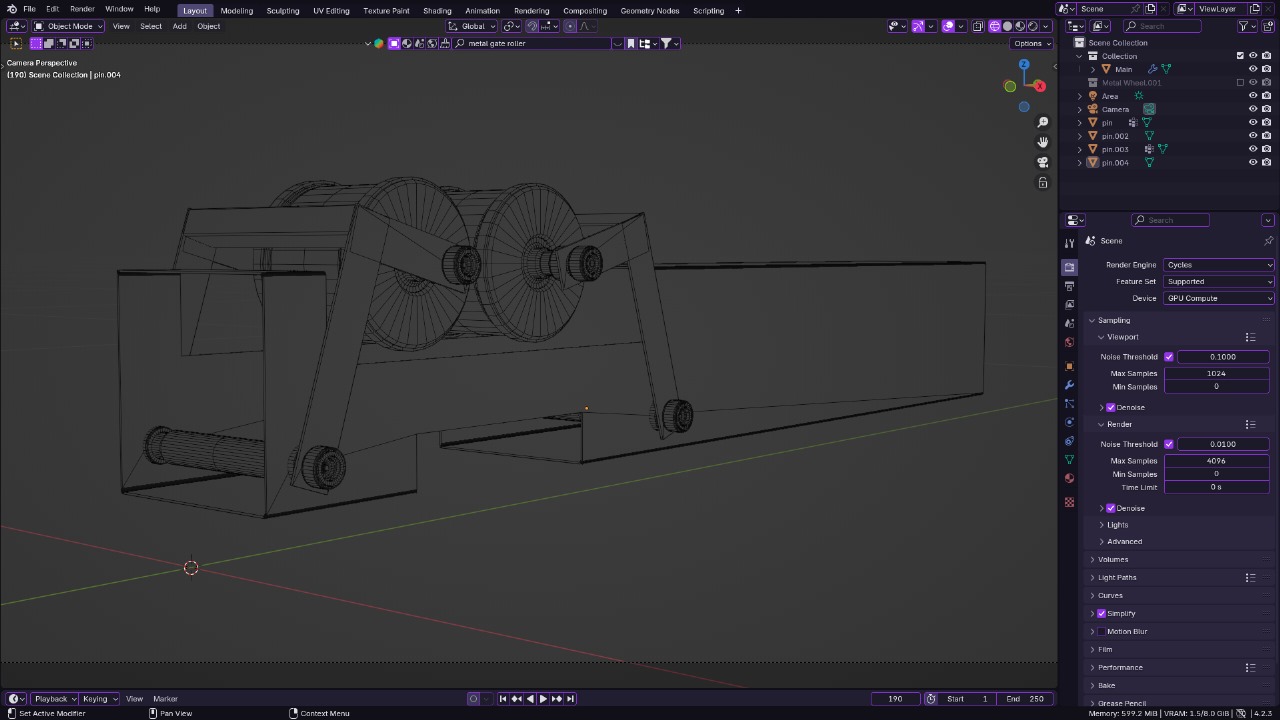 File Edit Render Window Help Layout Modeling Sculpting UV Editing Texture Paint Shading Animation Rendering Compositing Geometry Nodes Scripting Scene ViewLayer
Object Mode View Select Add Object Global Search
metal gate roller Options
Camera Perspective
(190) Scene Collection | pin.004
Z
X
Scene Collection
Collection
Main
Metal Wheel.001
Area
Camera
pin
pin.002
pin.003
pin.004
Search
Scene
Render Engine Cycles
Feature Set Supported
Device GPU Compute
Sampling
Viewport
Noise Threshold 0.1000
Max Samples 1024
Min Samples 0
Denoise
Render
Noise Threshold 0.0100
Max Samples 4096
Min Samples 0
Time Limit 0 s
Denoise
Lights
Advanced
Volumes
Light Paths
Curves
Simplify
Motion Blur
Film
Performance
Bake
Grease Pencil
Playback Keying View Marker 190 Start 1 End 250
Set Active Modifier Pan View Context Menu Memory: 599.2 MiB | VRAM: 1.5/8.0 GiB 4.2.3